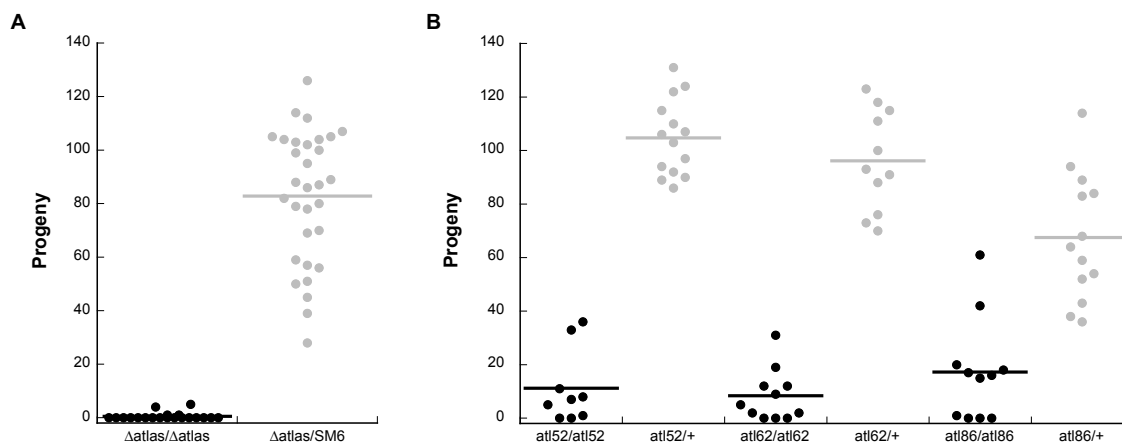 A
B
140
120
100
80
60
40
20
0
Progeny
Δatlas/Δatlas Δatlas/SM6
140
120
100
80
60
40
20
0
Progeny
atl52/atl52 atl52/+ atl62/atl62 atl62/+ atl86/atl86 atl86/+